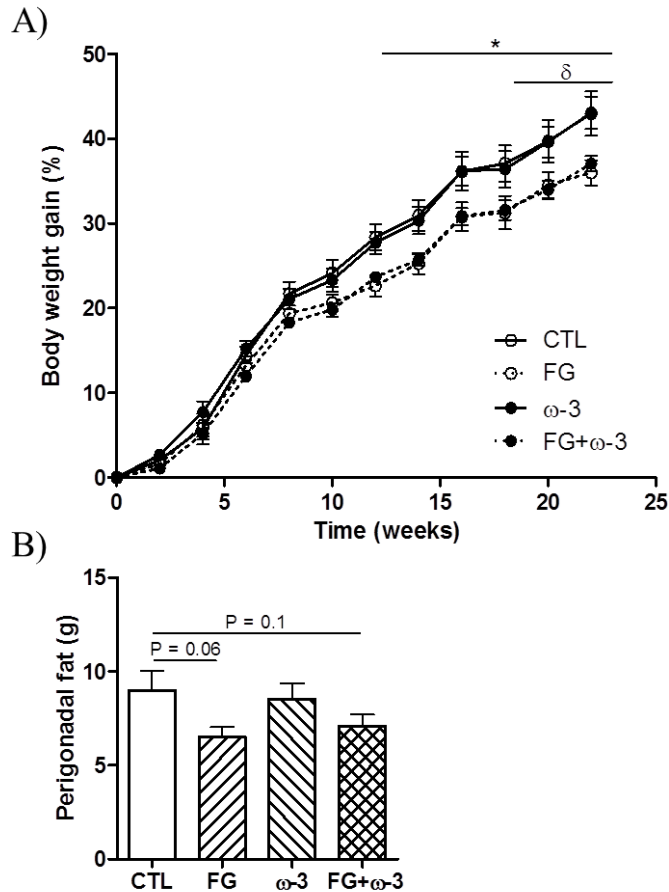 A)
*
δ
50
40
30
20
10
0
Body weight gain (%)
CTL
FG
ω-3
FG+ω-3
0 5 10 15 20 25
Time (weeks)
B)
15
10
5
0
Perigonadal fat (g)
P = 0.1
P = 0.06
CTL FG ω-3 FG+ω-3